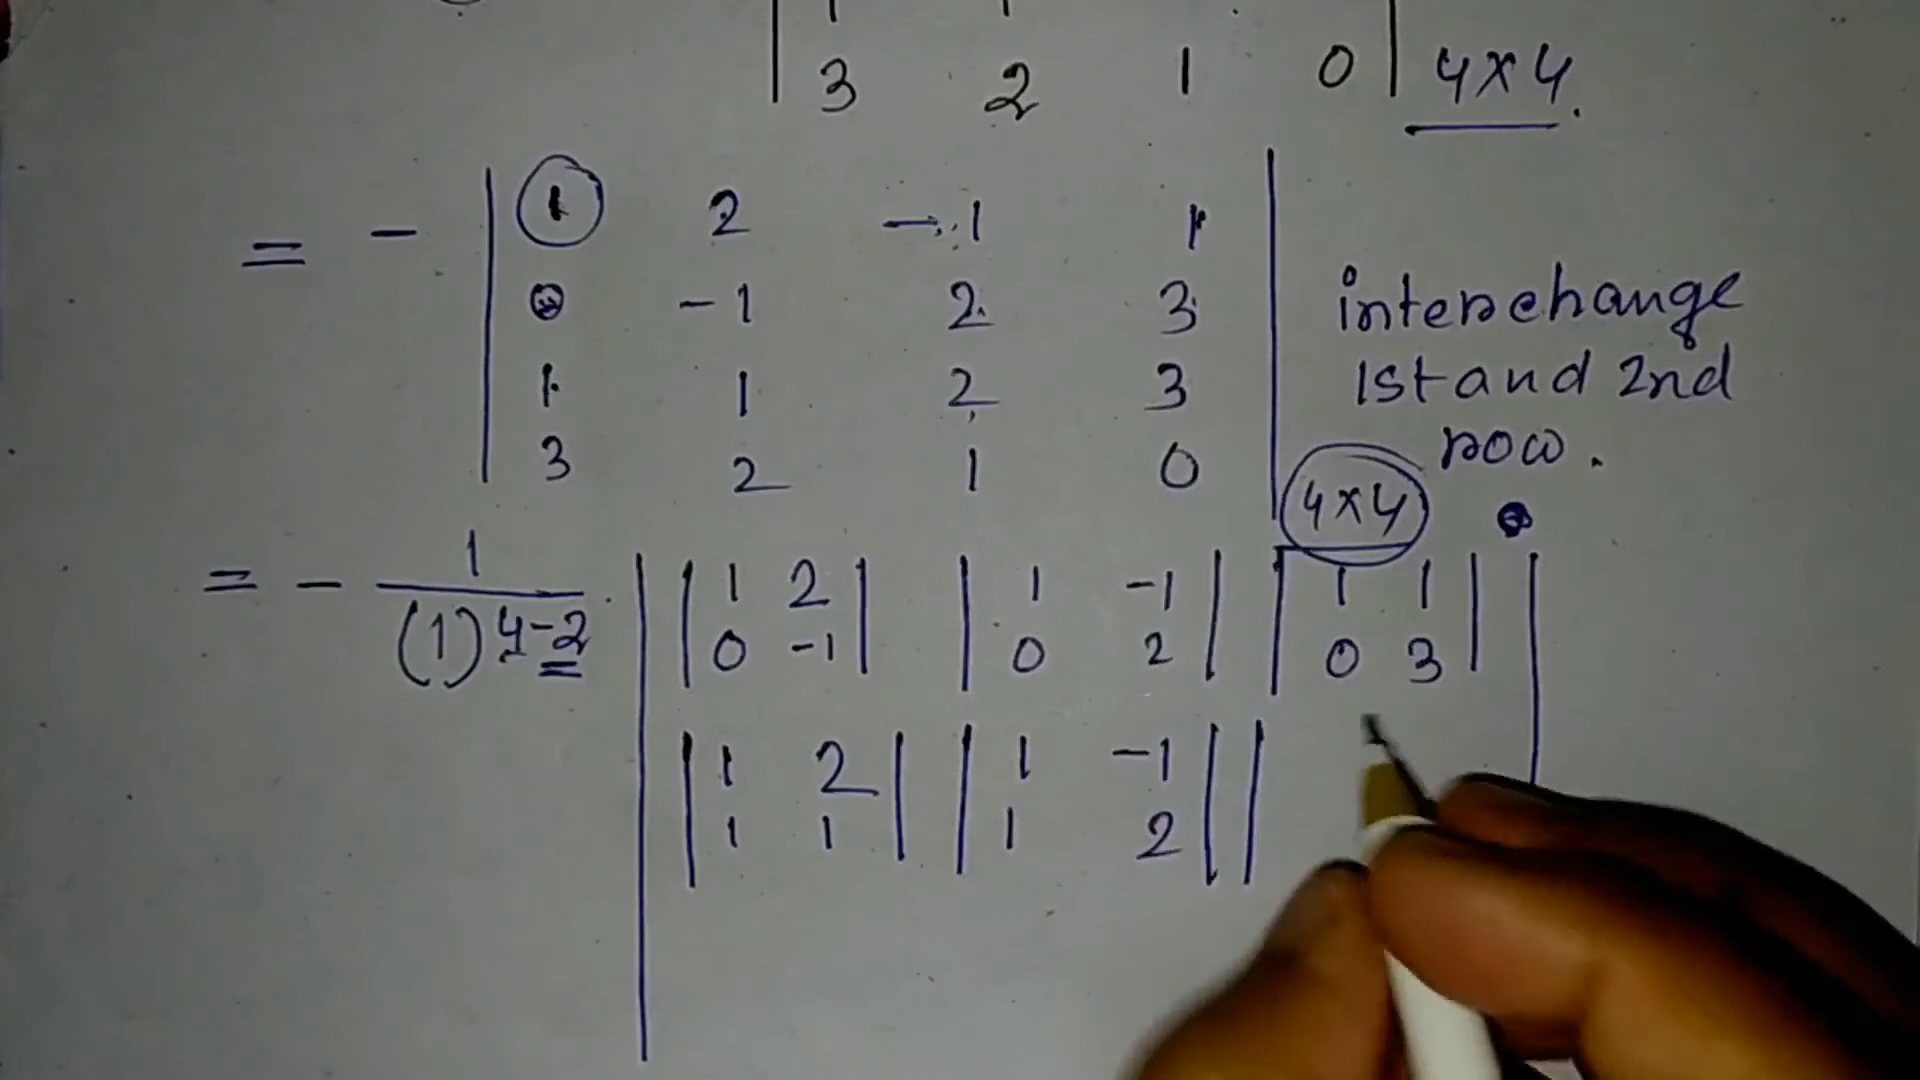 3 2 1 0 4×4.
= - 1 2 -1 1
0 -1 2 3 interchange
1 1 2 3 1st and 2nd
3 2 1 0 row.
4×4
= - 1/(1)4-2 | 1 2 | | 1 -1 | | 1 1 |
| 0 -1 | | 0 2 | | 0 3 |
| 1 2 | | 1 -1 | |
| 1 1 | | 1 2 | |